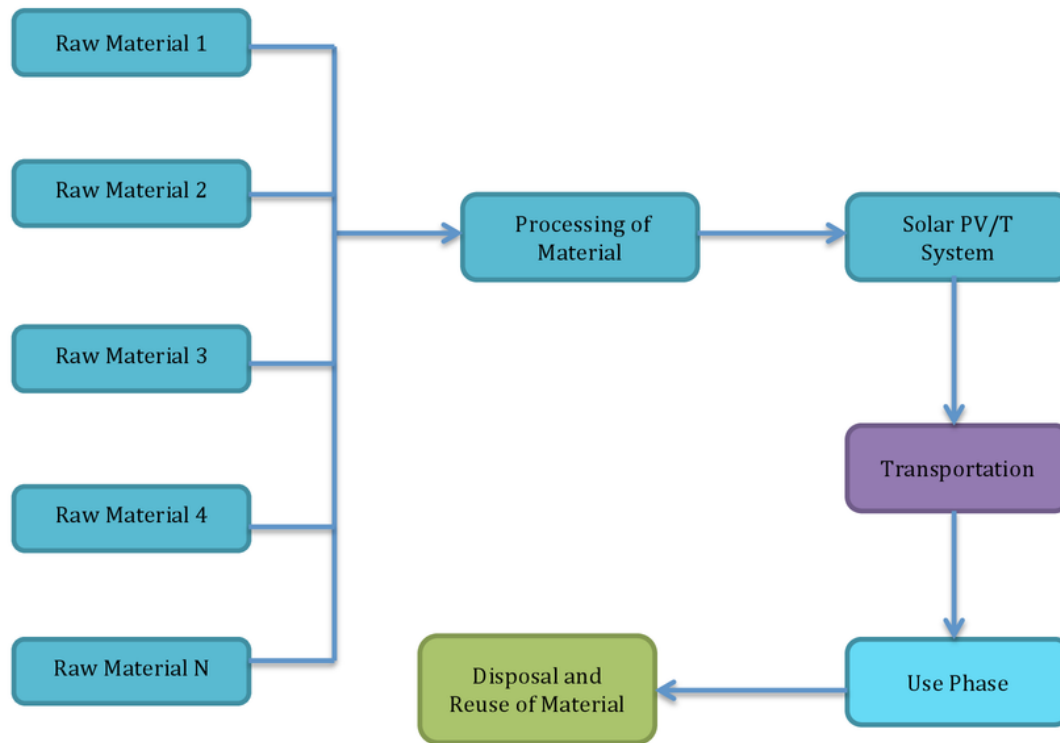 Raw Material 1
Raw Material 2
Processing of
Material
Solar PV/T
System
Raw Material 3
Transportation
Raw Material 4
Raw Material N
Disposal and
Reuse of Material
Use Phase